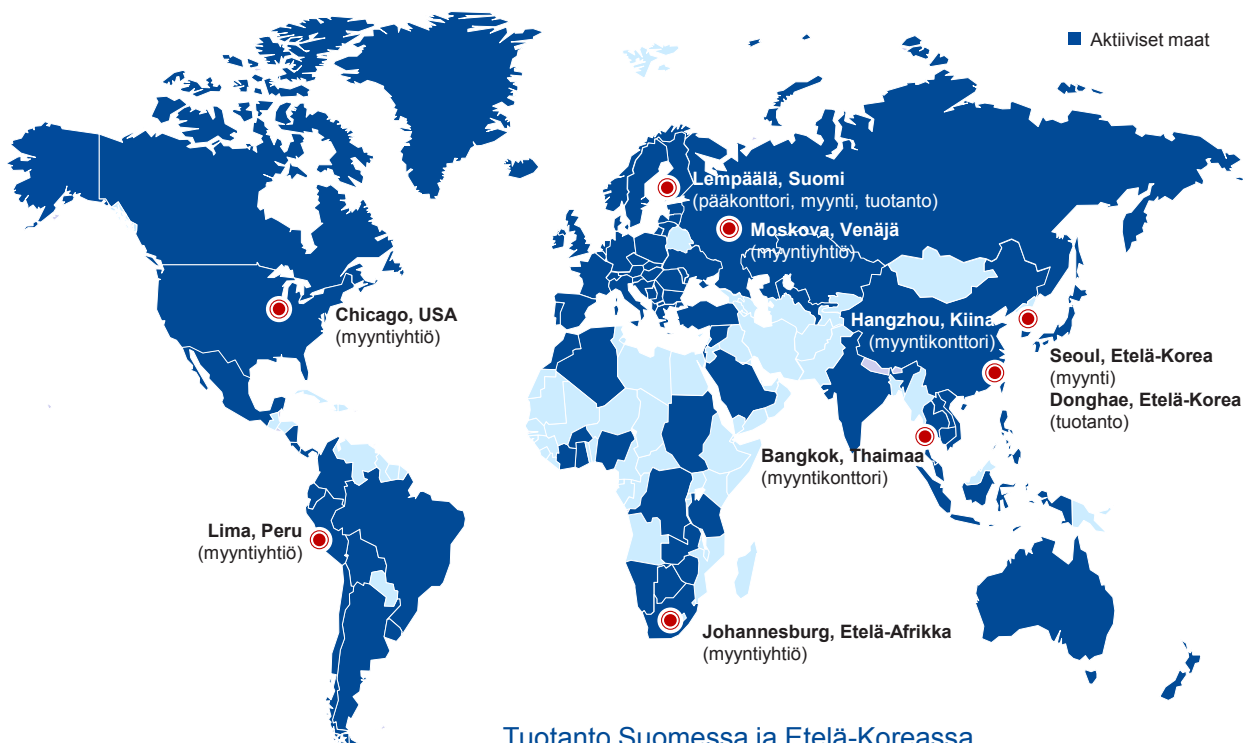 Aktiiviset maat
Lempäälä, Suomi
(pääkonttori, myynti, tuotanto)
Moskova, Venäjä
(myyntiyhtiö)
Chicago, USA
(myyntiyhtiö)
Hangzhou, Kiina
(myyntikonttori)
Seoul, Etelä-Korea
(myynti)
Donghae, Etelä-Korea
(tuotanto)
Bangkok, Thaimaa
(myyntikonttori)
Lima, Peru
(myyntiyhtiö)
Johannesburg, Etelä-Afrikka
(myyntiyhtiö)
Tuotanto Suomessa ja Etelä-Koreassa